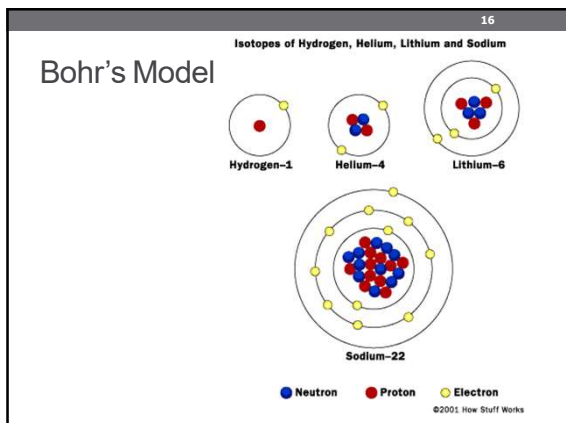 16
Isotopes of Hydrogen, Helium, Lithium and Sodium
Bohr's Model
Hydrogen–1
Helium–4
Lithium–6
Sodium–22
Neutron
Proton
Electron
©2001 How Stuff Works